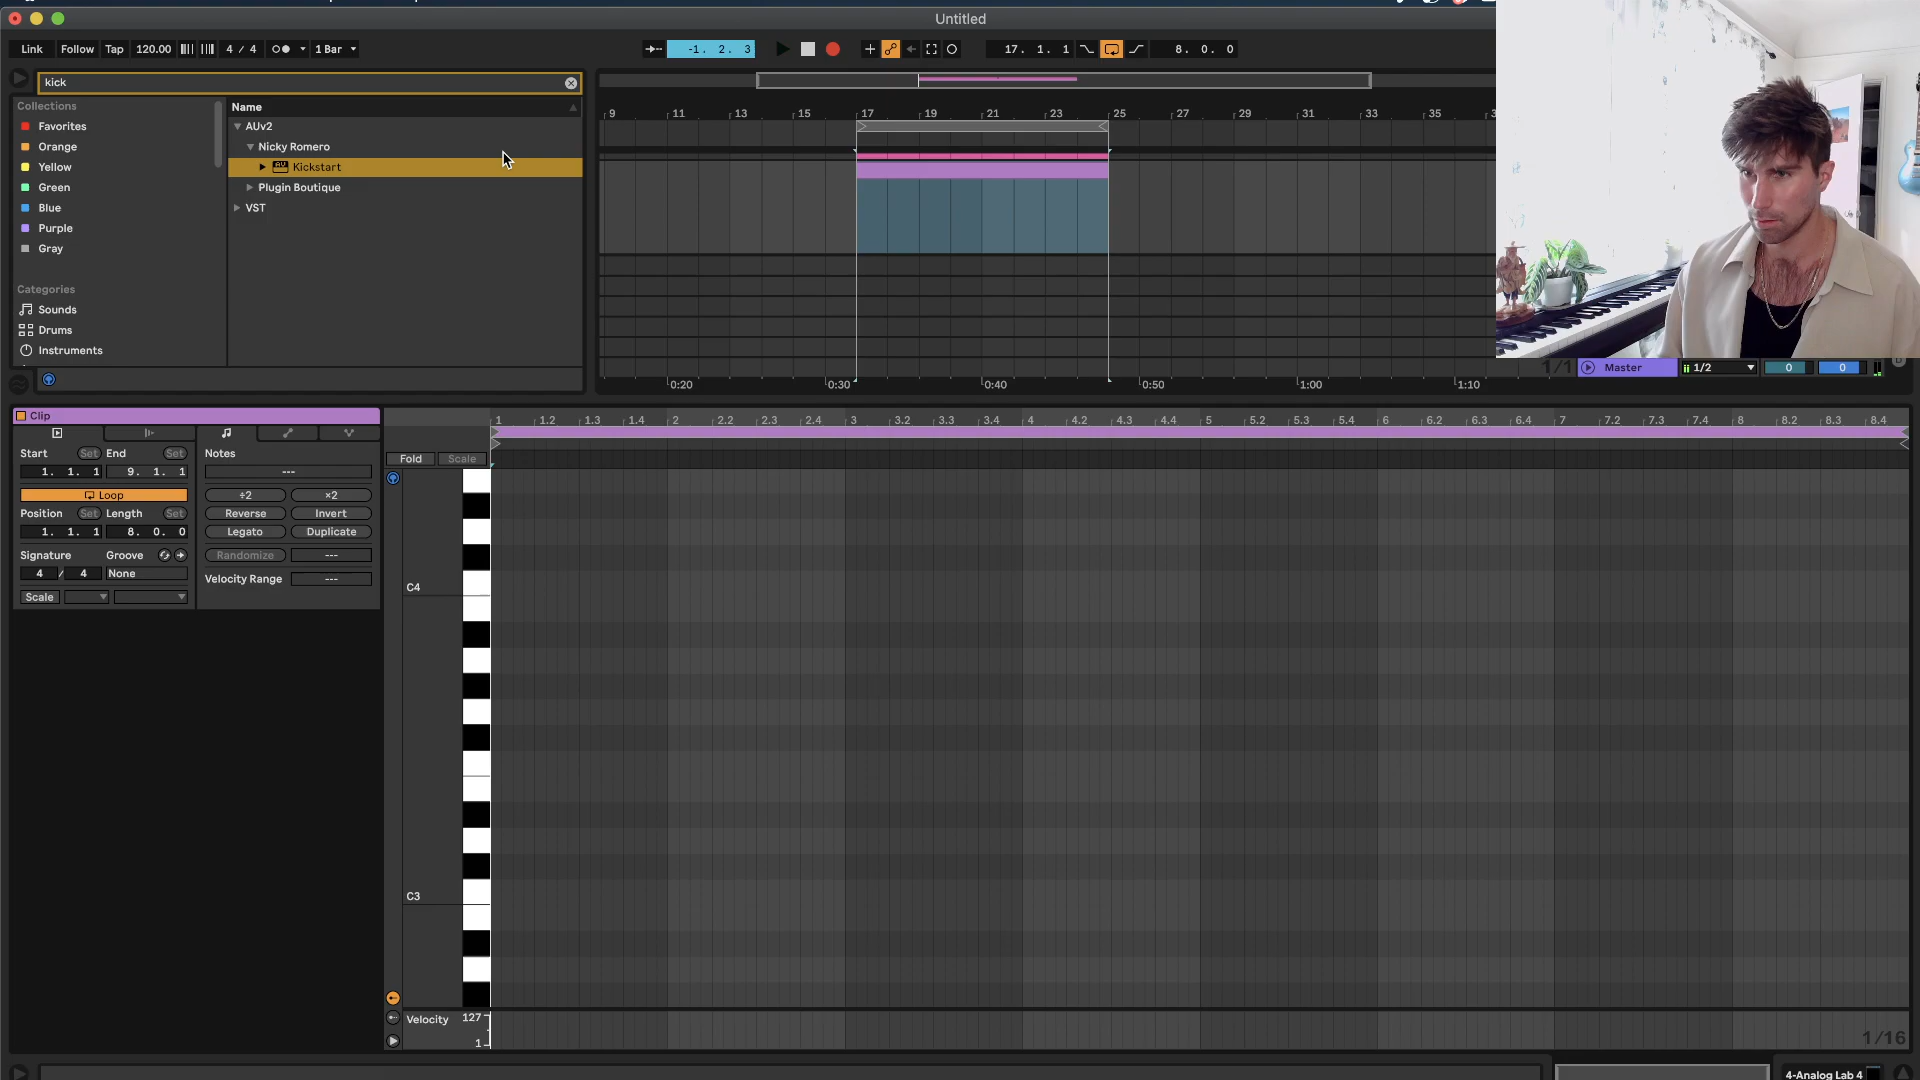 Untitled
Link Follow Tap 120.00 4 / 4 1 Bar -1. 2. 3 17. 1. 1 8. 0. 0
kick
Collections
Favorites
Orange
Yellow
Green
Blue
Purple
Gray
Categories
Sounds
Drums
Instruments
Name
AUv2
Nicky Romero
Kickstart
Plugin Boutique
VST
9 11 13 15 17 19 21 23 25 27 29 31 33 35
0:20 0:30 0:40 0:50 1:00 1:10
1/1 Master 1/2 0 0
Clip
Start Set End Set
1. 1. 1 9. 1. 1
Loop
Position Set Length Set
1. 1. 1 8. 0. 0
Signature Groove
4 / 4 None
Scale
Notes
---
÷2 ×2
Reverse Invert
Legato Duplicate
Randomize ---
Velocity Range ---
1 1.2 1.3 1.4 2 2.2 2.3 2.4 3 3.2 3.3 3.4 4 4.2 4.3 4.4 5 5.2 5.3 5.4 6 6.2 6.3 6.4 7 7.2 7.3 7.4 8 8.2 8.3 8.4
Fold Scale
C4
C3
Velocity 127
1
1/16
4-Analog Lab 4